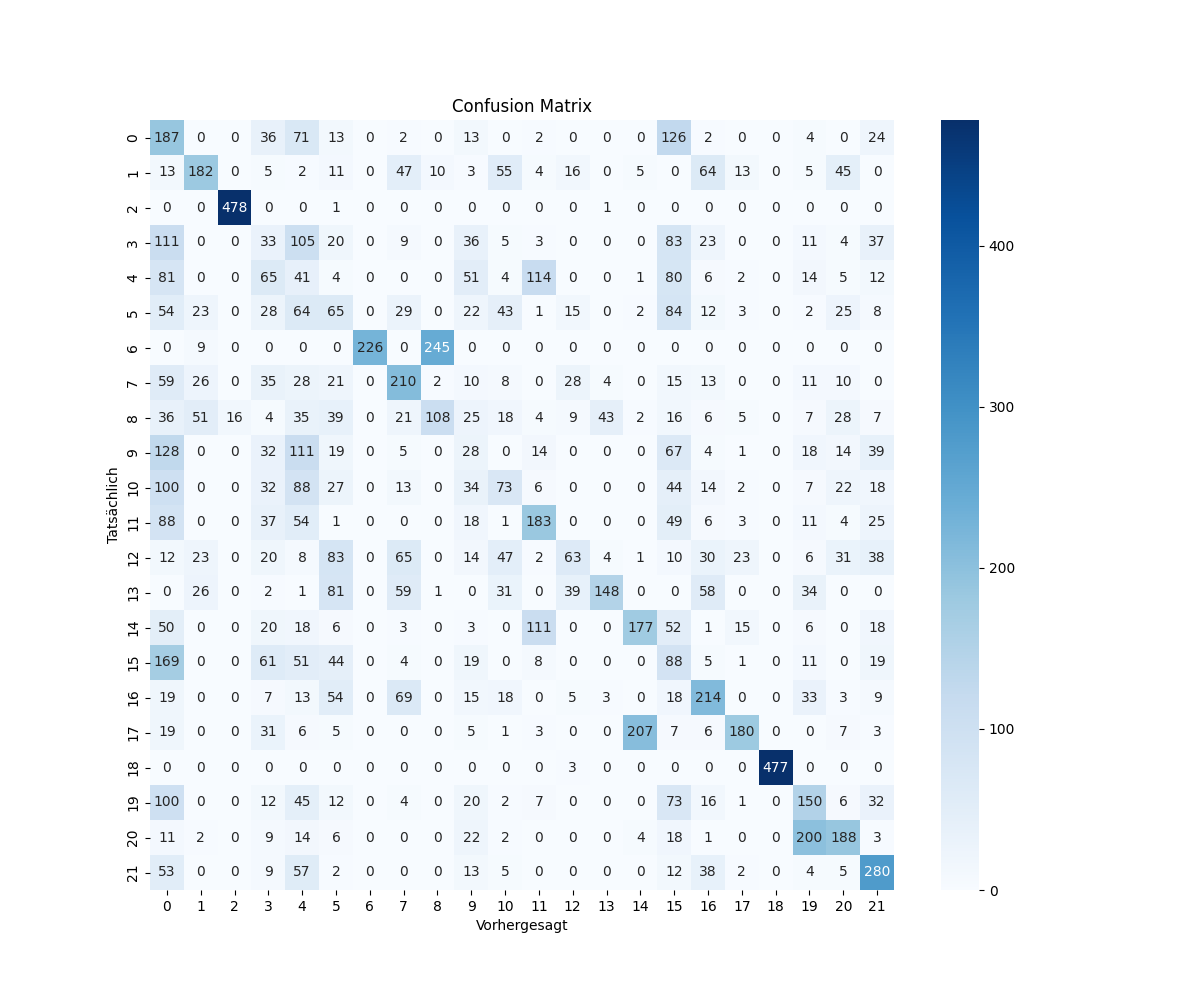 Confusion Matrix
0 187 0 0 36 71 13 0 2 0 13 0 2 0 0 0 126 2 0 0 4 0 24
1 13 182 0 5 2 11 0 47 10 3 55 4 16 0 5 0 64 13 0 5 45 0
2 0 0 478 0 0 1 0 0 0 0 0 0 0 1 0 0 0 0 0 0 0 0
3 111 0 0 33 105 20 0 9 0 36 5 3 0 0 0 83 23 0 0 11 4 37
4 81 0 0 65 41 4 0 0 0 51 4 114 0 0 1 80 6 2 0 14 5 12
5 54 23 0 28 64 65 0 29 0 22 43 1 15 0 2 84 12 3 0 2 25 8
6 0 9 0 0 0 0 226 0 245 0 0 0 0 0 0 0 0 0 0 0 0 0
7 59 26 0 35 28 21 0 210 2 10 8 0 28 4 0 15 13 0 0 11 10 0
8 36 51 16 4 35 39 0 21 108 25 18 4 9 43 2 16 6 5 0 7 28 7
9 128 0 0 32 111 19 0 5 0 28 0 14 0 0 0 67 4 1 0 18 14 39
10 100 0 0 32 88 27 0 13 0 34 73 6 0 0 0 44 14 2 0 7 22 18
11 88 0 0 37 54 1 0 0 0 18 1 183 0 0 0 49 6 3 0 11 4 25
12 12 23 0 20 8 83 0 65 0 14 47 2 63 4 1 10 30 23 0 6 31 38
13 0 26 0 2 1 81 0 59 1 0 31 0 39 148 0 0 58 0 0 34 0 0
14 50 0 0 20 18 6 0 3 0 3 0 111 0 0 177 52 1 15 0 6 0 18
15 169 0 0 61 51 44 0 4 0 19 0 8 0 0 0 88 5 1 0 11 0 19
16 19 0 0 7 13 54 0 69 0 15 18 0 5 3 0 18 214 0 0 33 3 9
17 19 0 0 31 6 5 0 0 0 5 1 3 0 0 207 7 6 180 0 0 7 3
18 0 0 0 0 0 0 0 0 0 0 0 0 3 0 0 0 0 0 477 0 0 0
19 100 0 0 12 45 12 0 4 0 20 2 7 0 0 0 73 16 1 0 150 6 32
20 11 2 0 9 14 6 0 0 0 22 2 0 0 0 4 18 1 0 0 200 188 3
21 53 0 0 9 57 2 0 0 0 13 5 0 0 0 0 12 38 2 0 4 5 280
0 1 2 3 4 5 6 7 8 9 10 11 12 13 14 15 16 17 18 19 20 21
Vorhergesagt
Tatsächlich
400
300
200
100
0